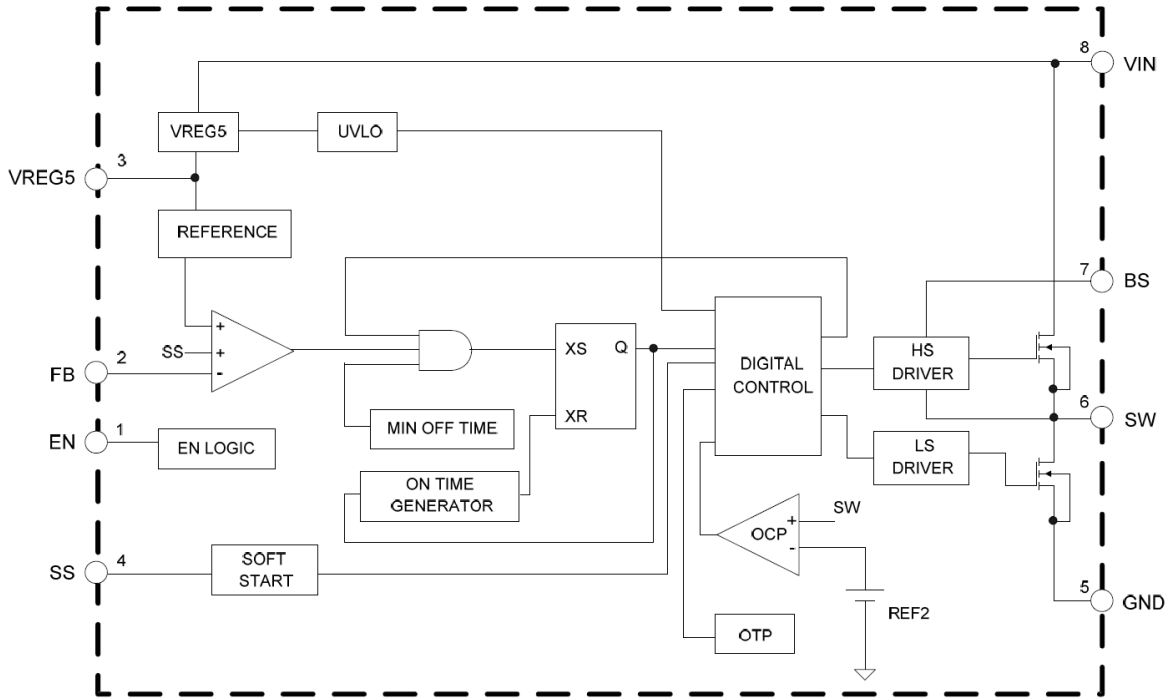 8
VIN
VREG5
UVLO
3
VREG5
REFERENCE
7
BS
+
SS
+
-
XS
Q
XR
DIGITAL
CONTROL
HS
DRIVER
2
FB
6
SW
MIN OFF TIME
1
EN
EN LOGIC
LS
DRIVER
ON TIME
GENERATOR
SW
+
OCP
-
4
SS
SOFT
START
5
GND
REF2
OTP